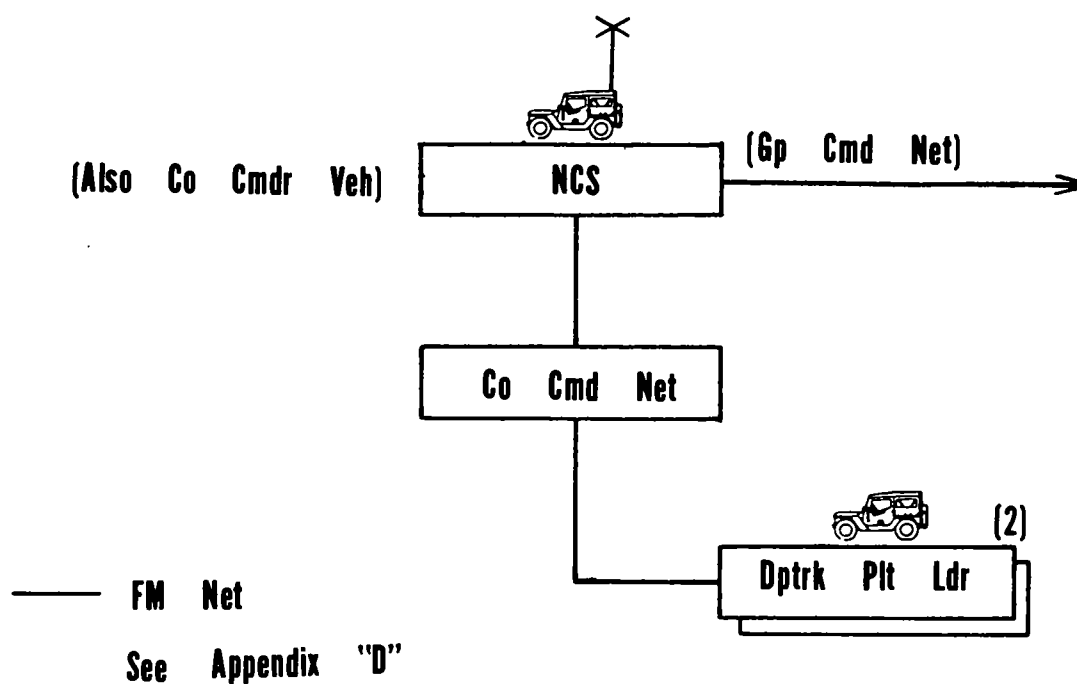 (Gp Cmd Net)
(Also Co Cmdr Veh)
NCS
Co Cmd Net
(2)
Dptrk Plt Ldr
FM Net
See Appendix "D"